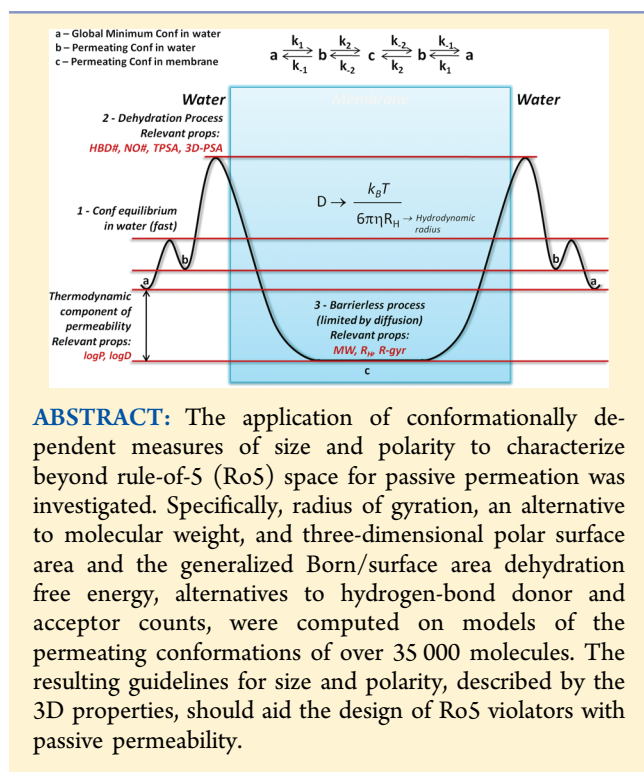 a – Global Minimum Conf in water
b – Permeating Conf in water
c – Permeating Conf in membrane
a k₁ k₋₁ b k₂ k₋₂ c k₋₂ k₂ b k₋₁ k₁ a
Water
Membrane
Water
2 - Dehydration Process
Relevant props:
HBD#, NO#, TPSA, 3D-PSA
1 - Conf equilibrium
in water (fast)
D → k_BT / 6πηR_H → Hydrodynamic
radius
b
a
b
a
Thermodynamic
component of
permeability
Relevant props:
logP, logD
3 - Barrierless process
(limited by diffusion)
Relevant props:
MW, R_H, R-gyr
c
ABSTRACT: The application of conformationally de-
pendent measures of size and polarity to characterize
beyond rule-of-5 (Ro5) space for passive permeation was
investigated. Specifically, radius of gyration, an alternative
to molecular weight, and three-dimensional polar surface
area and the generalized Born/surface area dehydration
free energy, alternatives to hydrogen-bond donor and
acceptor counts, were computed on models of the
permeating conformations of over 35 000 molecules. The
resulting guidelines for size and polarity, described by the
3D properties, should aid the design of Ro5 violators with
passive permeability.